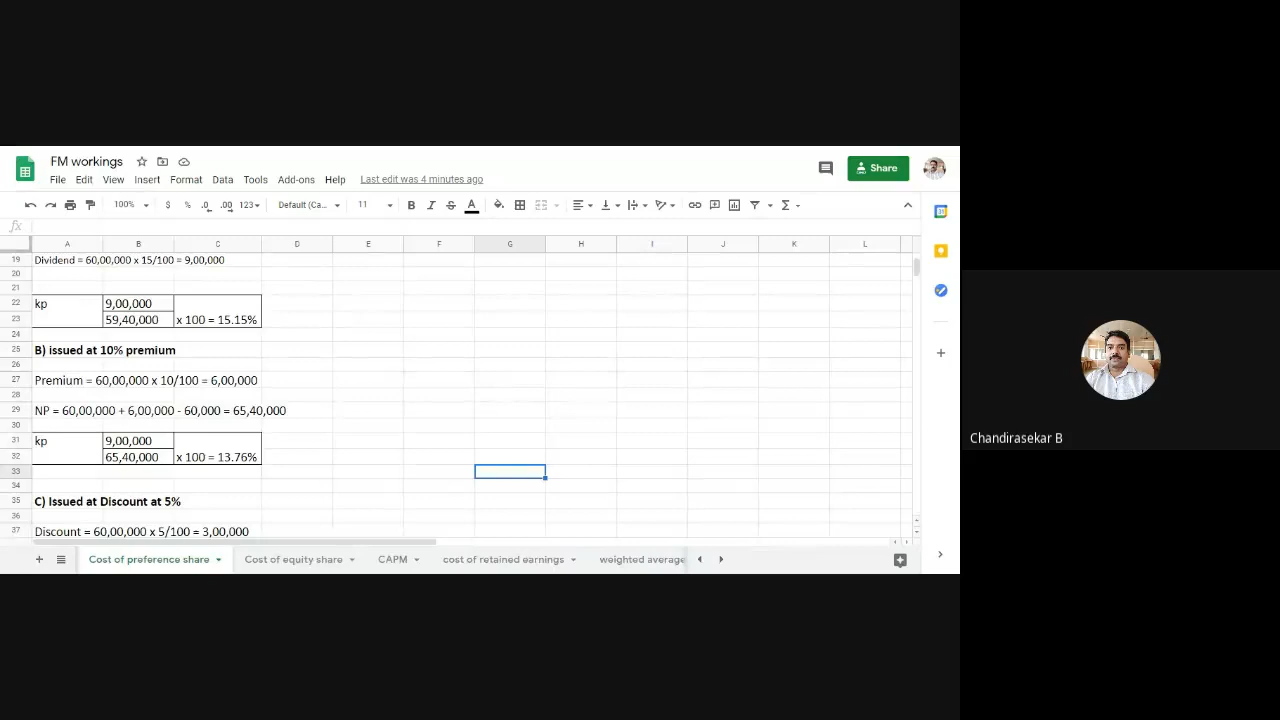 FM workings
File Edit View Insert Format Data Tools Add-ons Help Last edit was 4 minutes ago
Share
100% $ % .0 .00 123 Default (Ca... 11 B I S A
fx
A B C D E F G H I J K L
19 Dividend = 60,00,000 x 15/100 = 9,00,000
20
21
22 kp 9,00,000
23 59,40,000 x 100 = 15.15%
24
25 B) issued at 10% premium
26
27 Premium = 60,00,000 x 10/100 = 6,00,000
28
29 NP = 60,00,000 + 6,00,000 - 60,000 = 65,40,000
30
31 kp 9,00,000
32 65,40,000 x 100 = 13.76%
33
34
35 C) Issued at Discount at 5%
36
37 Discount = 60,00,000 x 5/100 = 3,00,000
Cost of preference share Cost of equity share CAPM cost of retained earnings weighted average
Chandirasekar B